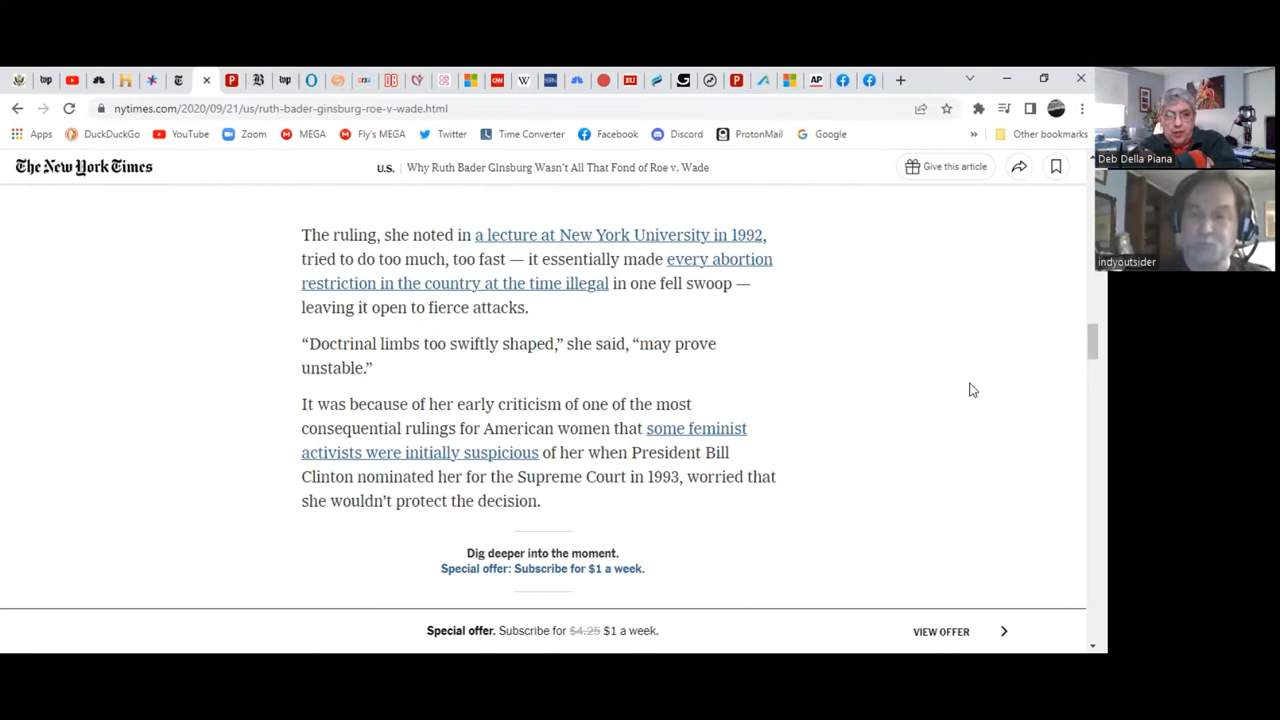 nytimes.com/2020/09/21/us/ruth-bader-ginsburg-roe-v-wade.html
Apps DuckDuckGo YouTube Zoom MEGA Fly's MEGA Twitter Time Converter Facebook Discord ProtonMail Google » Other bookmarks
The New York Times
U.S. | Why Ruth Bader Ginsburg Wasn't All That Fond of Roe v. Wade
Give this article
Deb Della Piana
indyoutsider
The ruling, she noted in a lecture at New York University in 1992,
tried to do too much, too fast — it essentially made every abortion
restriction in the country at the time illegal in one fell swoop —
leaving it open to fierce attacks.
“Doctrinal limbs too swiftly shaped,” she said, “may prove
unstable.”
It was because of her early criticism of one of the most
consequential rulings for American women that some feminist
activists were initially suspicious of her when President Bill
Clinton nominated her for the Supreme Court in 1993, worried that
she wouldn’t protect the decision.
Dig deeper into the moment.
Special offer: Subscribe for $1 a week.
Special offer. Subscribe for $4.25 $1 a week.
VIEW OFFER